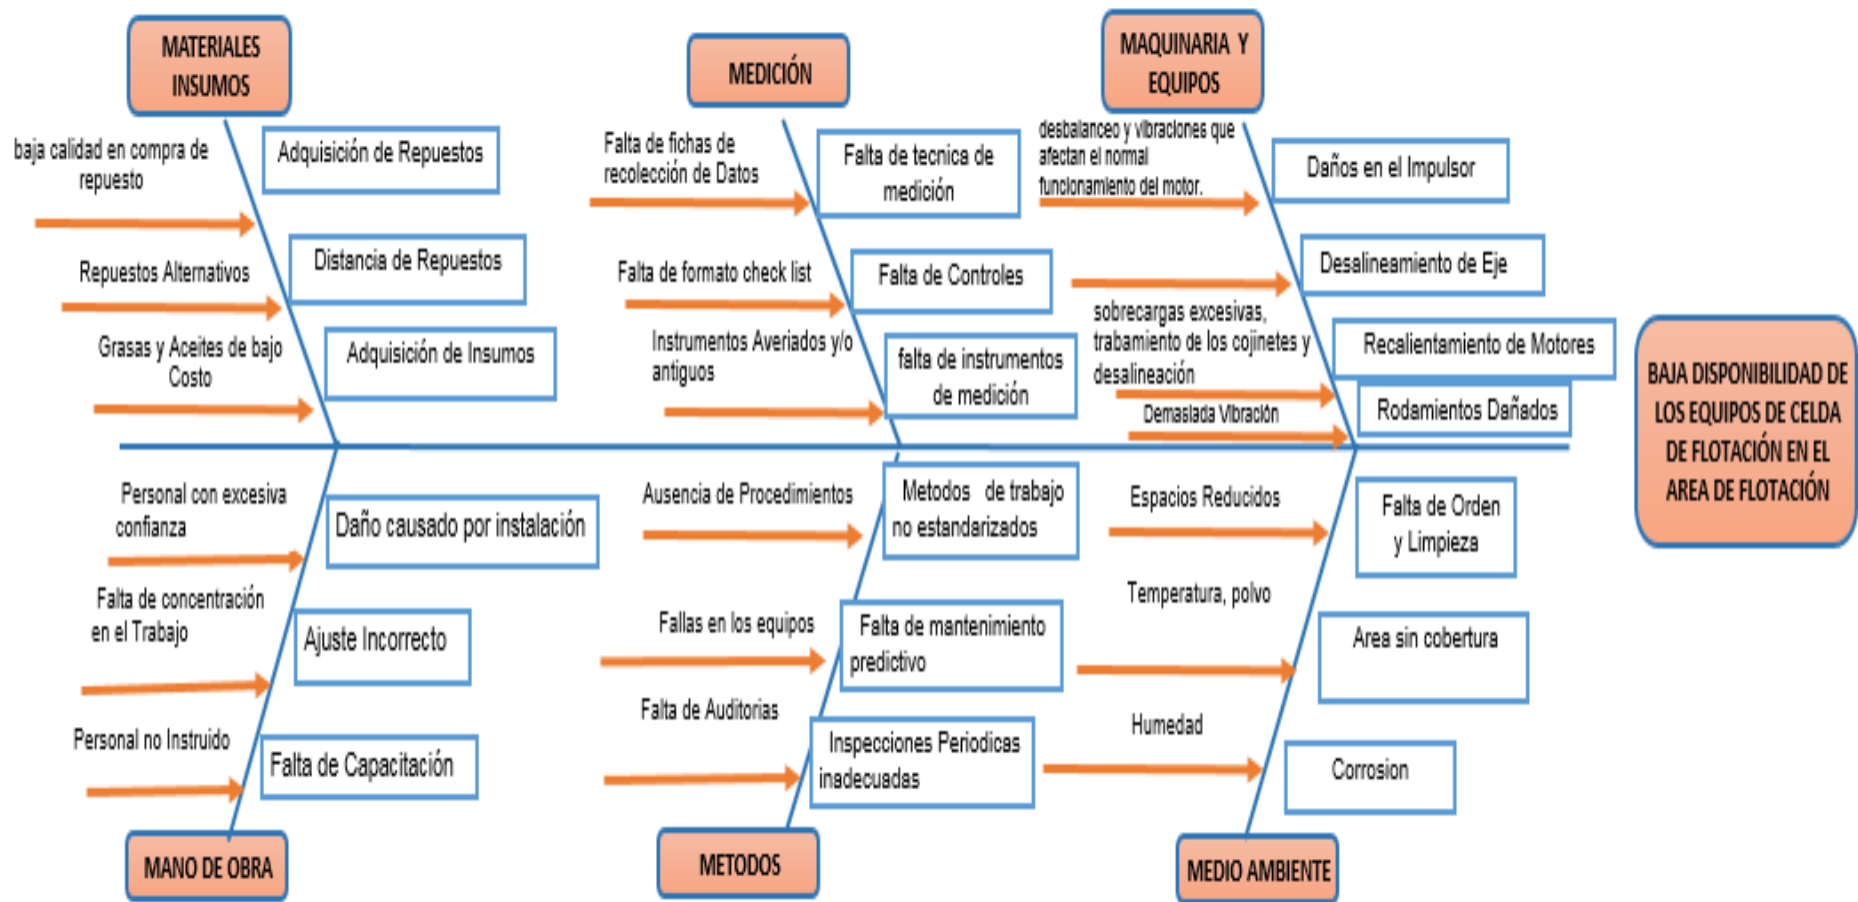 MATERIALES
INSUMOS
baja calidad en compra de
repuesto
Adquisición de Repuestos
Repuestos Alternativos
Distancia de Repuestos
Grasas y Aceites de bajo
Costo
Adquisición de Insumos
MEDICIÓN
Falta de fichas de
recolección de Datos
Falta de tecnica de
medición
Falta de formato check list
Falta de Controles
Instrumentos Averiados y/o
antiguos
falta de instrumentos
de medición
MAQUINARIA Y
EQUIPOS
desbalanceo y vibraciones que
afectan el normal
funcionamiento del motor.
Daños en el Impulsor
Desalineamiento de Eje
sobrecargas excesivas,
trabamiento de los cojinetes y
desalineación
Recalientamiento de Motores
Demasiada Vibración
Rodamientos Dañados
BAJA DISPONIBILIDAD DE
LOS EQUIPOS DE CELDA
DE FLOTACIÓN EN EL
AREA DE FLOTACIÓN
Personal con excesiva
confianza
Daño causado por instalación
Falta de concentración
en el Trabajo
Ajuste Incorrecto
Personal no Instruido
Falta de Capacitación
MANO DE OBRA
Ausencia de Procedimientos
Metodos de trabajo
no estandarizados
Fallas en los equipos
Falta de mantenimiento
predictivo
Falta de Auditorias
Inspecciones Periodicas
inadecuadas
METODOS
Espacios Reducidos
Falta de Orden
y Limpieza
Temperatura, polvo
Area sin cobertura
Humedad
Corrosion
MEDIO AMBIENTE